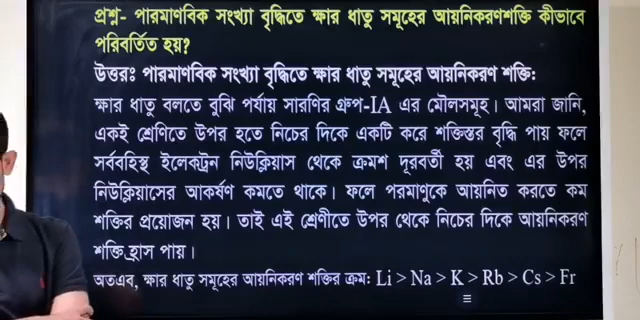 প্রশ্ন- পারমাণবিক সংখ্যা বৃদ্ধিতে ক্ষার ধাতু সমূহের আয়নিকরণশক্তি কীভাবে
পরিবর্তিত হয়?
উত্তরঃ পারমাণবিক সংখ্যা বৃদ্ধিতে ক্ষার ধাতু সমূহের আয়নিকরণ শক্তি:
ক্ষার ধাতু বলতে বুঝি পর্যায় সারণির গ্রুপ-IA এর মৌলসমূহ। আমরা জানি,
একই শ্রেণিতে উপর হতে নিচের দিকে একটি করে শক্তিস্তর বৃদ্ধি পায় ফলে
সর্ববহিস্থ ইলেকট্রন নিউক্লিয়াস থেকে ক্রমশ দূরবর্তী হয় এবং এর উপর
নিউক্লিয়াসের আকর্ষণ কমতে থাকে। ফলে পরমাণুকে আয়নিত করতে কম
শক্তির প্রয়োজন হয়। তাই এই শ্রেণীতে উপর থেকে নিচের দিকে আয়নিকরণ
শক্তি হ্রাস পায়।
অতএব, ক্ষার ধাতু সমূহের আয়নিকরণ শক্তির ক্রম: Li > Na > K > Rb > Cs > Fr